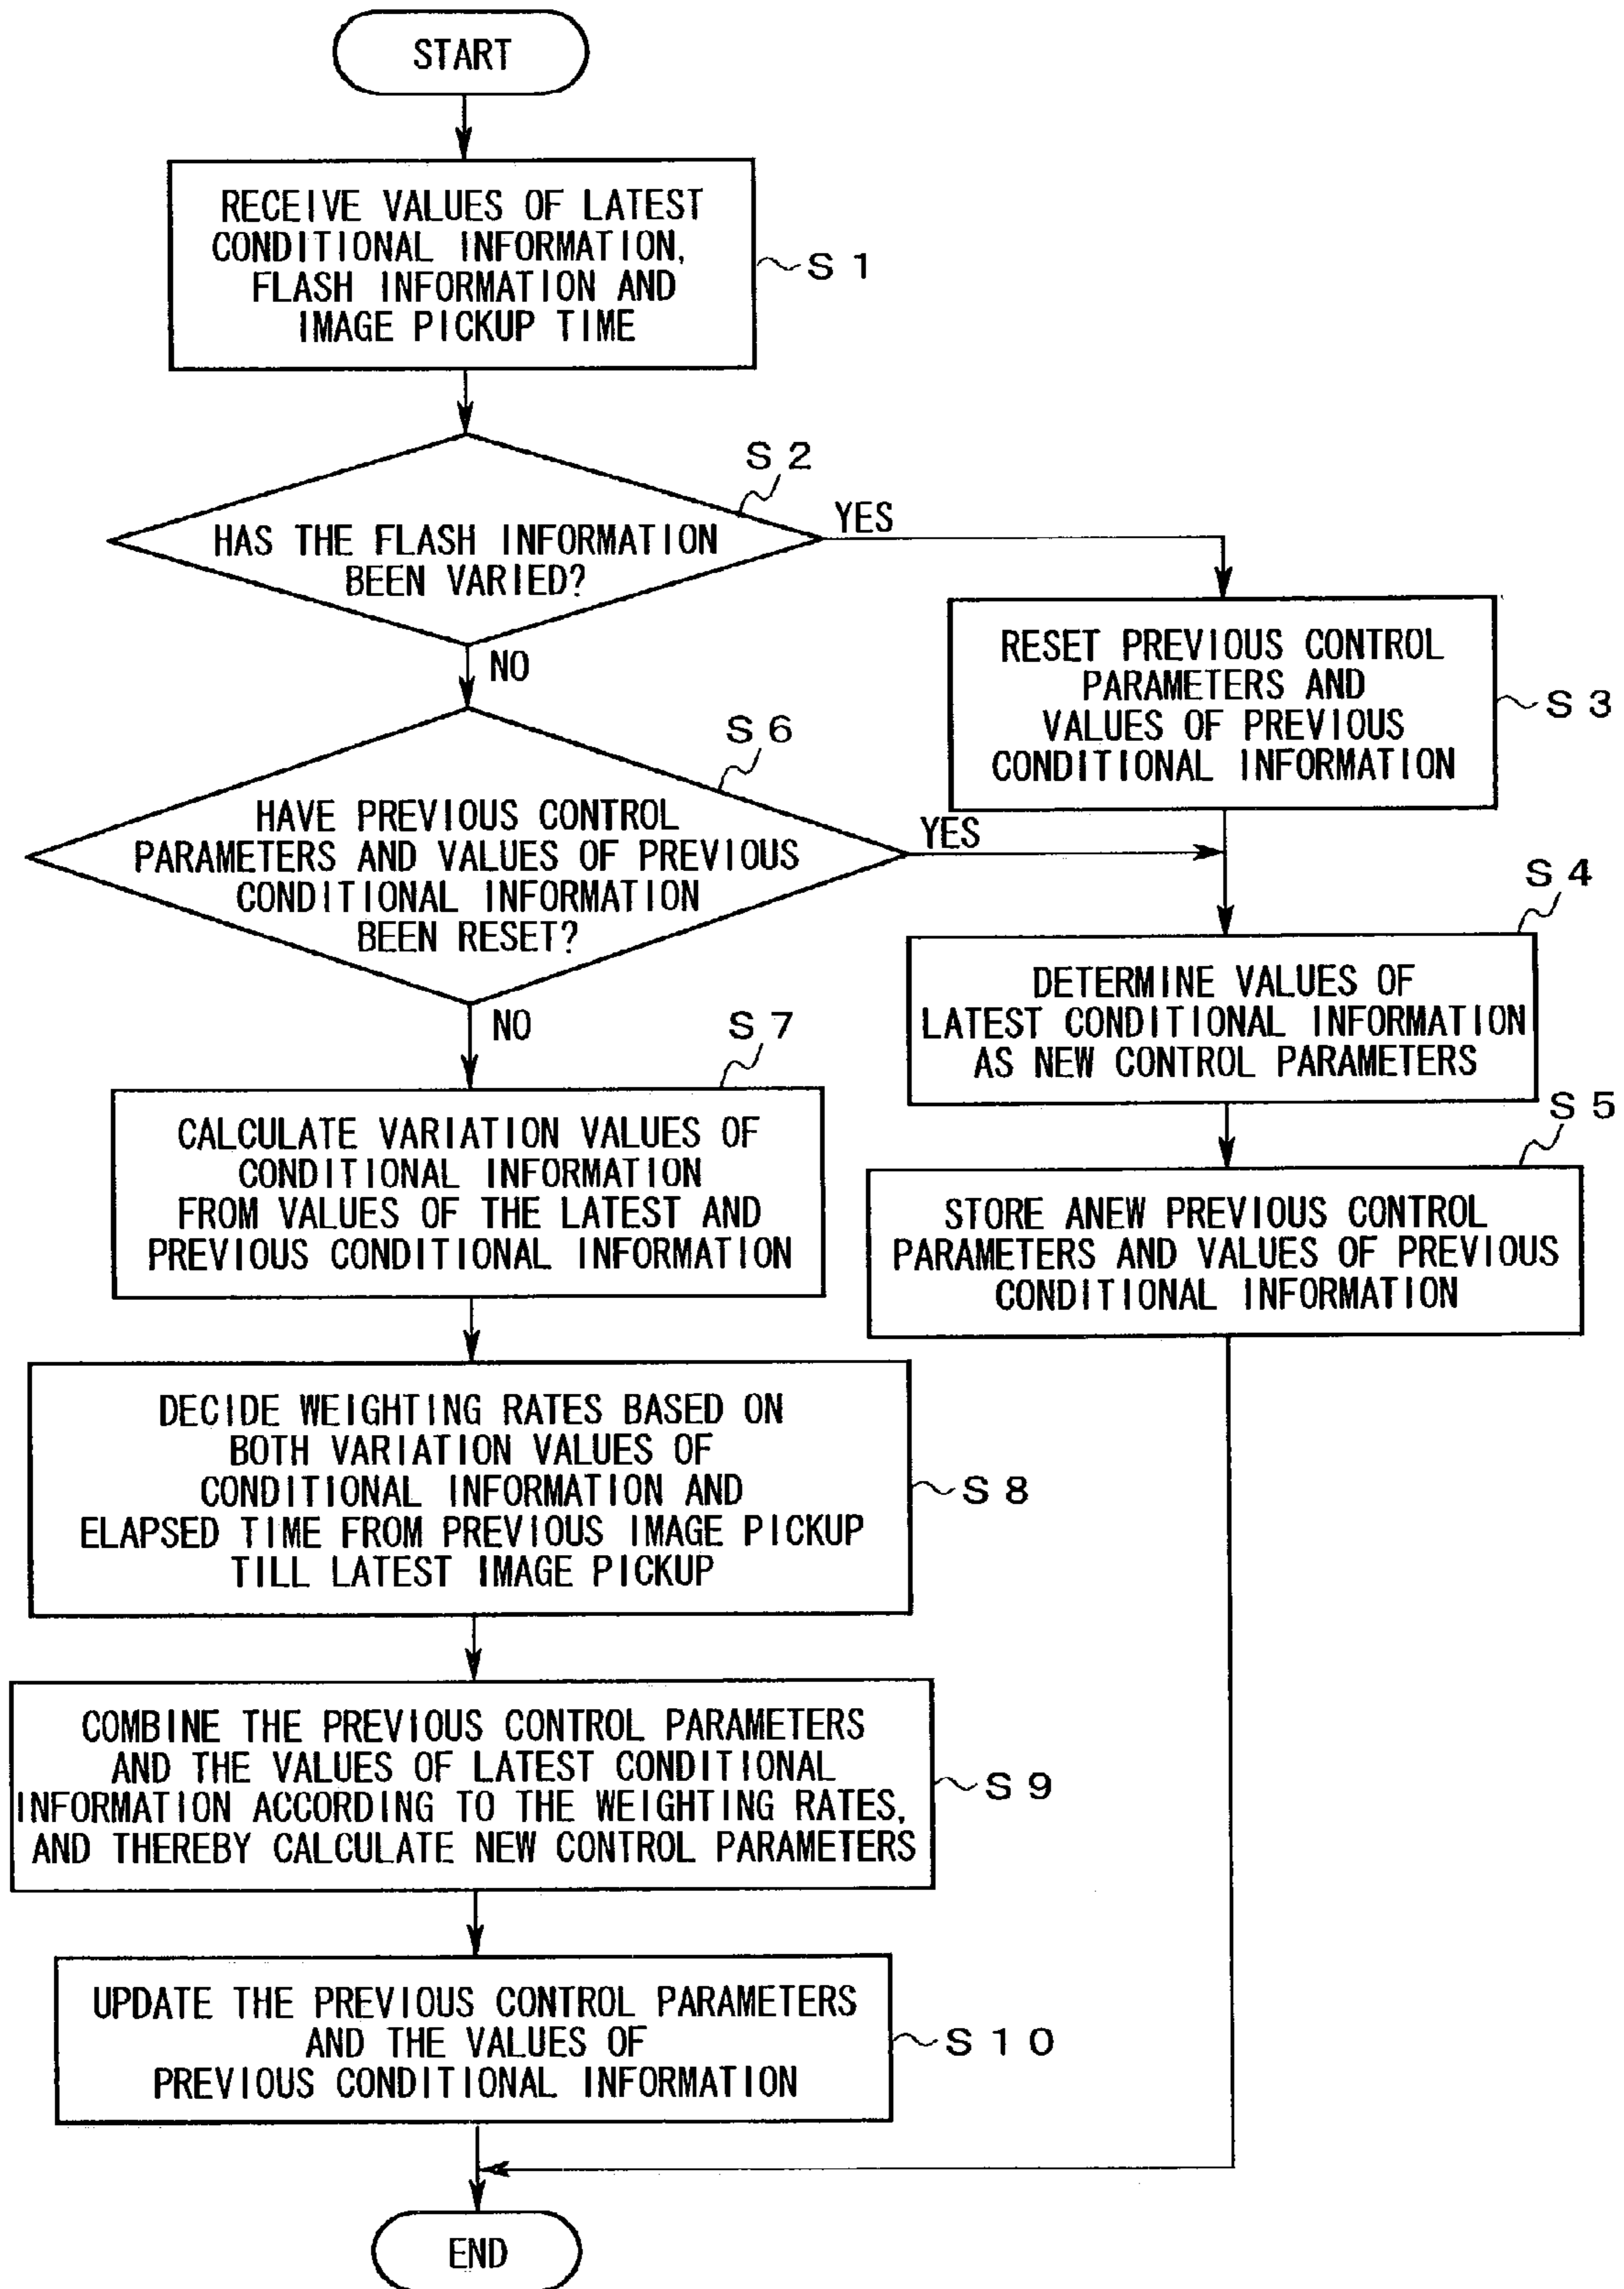 START
RECEIVE VALUES OF LATEST
CONDITIONAL INFORMATION,
FLASH INFORMATION AND
IMAGE PICKUP TIME
S 1
S 2
HAS THE FLASH INFORMATION
BEEN VARIED?
YES
NO
RESET PREVIOUS CONTROL
PARAMETERS AND
VALUES OF PREVIOUS
CONDITIONAL INFORMATION
S 3
S 6
HAVE PREVIOUS CONTROL
PARAMETERS AND VALUES OF PREVIOUS
CONDITIONAL INFORMATION
BEEN RESET?
YES
NO
S 4
DETERMINE VALUES OF
LATEST CONDITIONAL INFORMATION
AS NEW CONTROL PARAMETERS
S 5
STORE ANEW PREVIOUS CONTROL
PARAMETERS AND VALUES OF PREVIOUS
CONDITIONAL INFORMATION
S 7
CALCULATE VARIATION VALUES OF
CONDITIONAL INFORMATION
FROM VALUES OF THE LATEST AND
PREVIOUS CONDITIONAL INFORMATION
DECIDE WEIGHTING RATES BASED ON
BOTH VARIATION VALUES OF
CONDITIONAL INFORMATION AND
ELAPSED TIME FROM PREVIOUS IMAGE PICKUP
TILL LATEST IMAGE PICKUP
S 8
COMBINE THE PREVIOUS CONTROL PARAMETERS
AND THE VALUES OF LATEST CONDITIONAL
INFORMATION ACCORDING TO THE WEIGHTING RATES,
AND THEREBY CALCULATE NEW CONTROL PARAMETERS
S 9
UPDATE THE PREVIOUS CONTROL PARAMETERS
AND THE VALUES OF
PREVIOUS CONDITIONAL INFORMATION
S 1 0
END